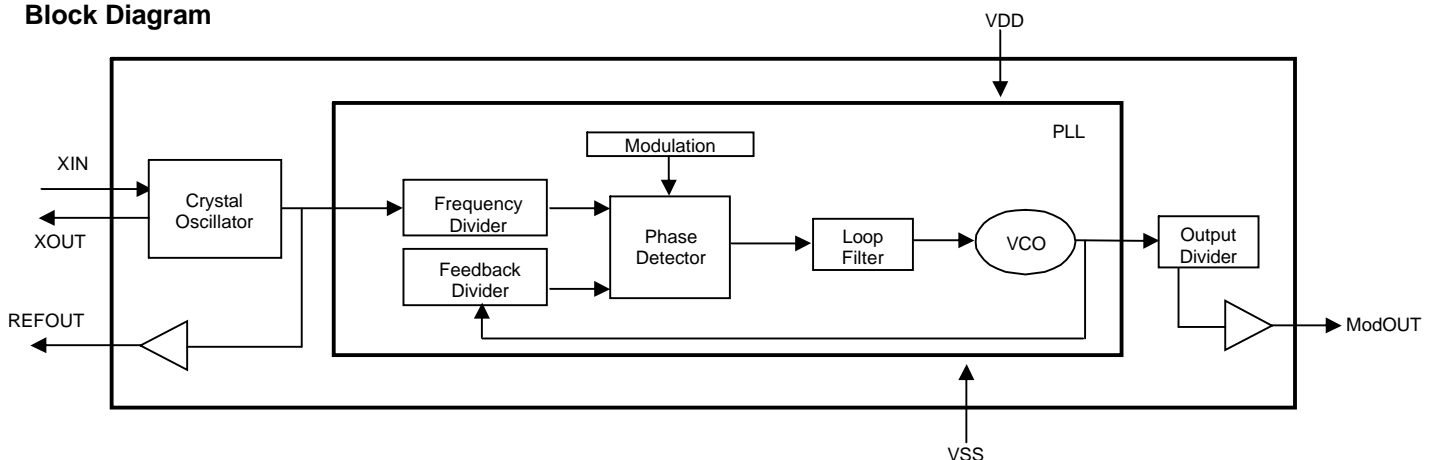 Block Diagram
VDD
PLL
Modulation
XIN
Crystal
Oscillator
XOUT
Frequency
Divider
Feedback
Divider
Phase
Detector
Loop
Filter
VCO
Output
Divider
REFOUT
ModOUT
VSS